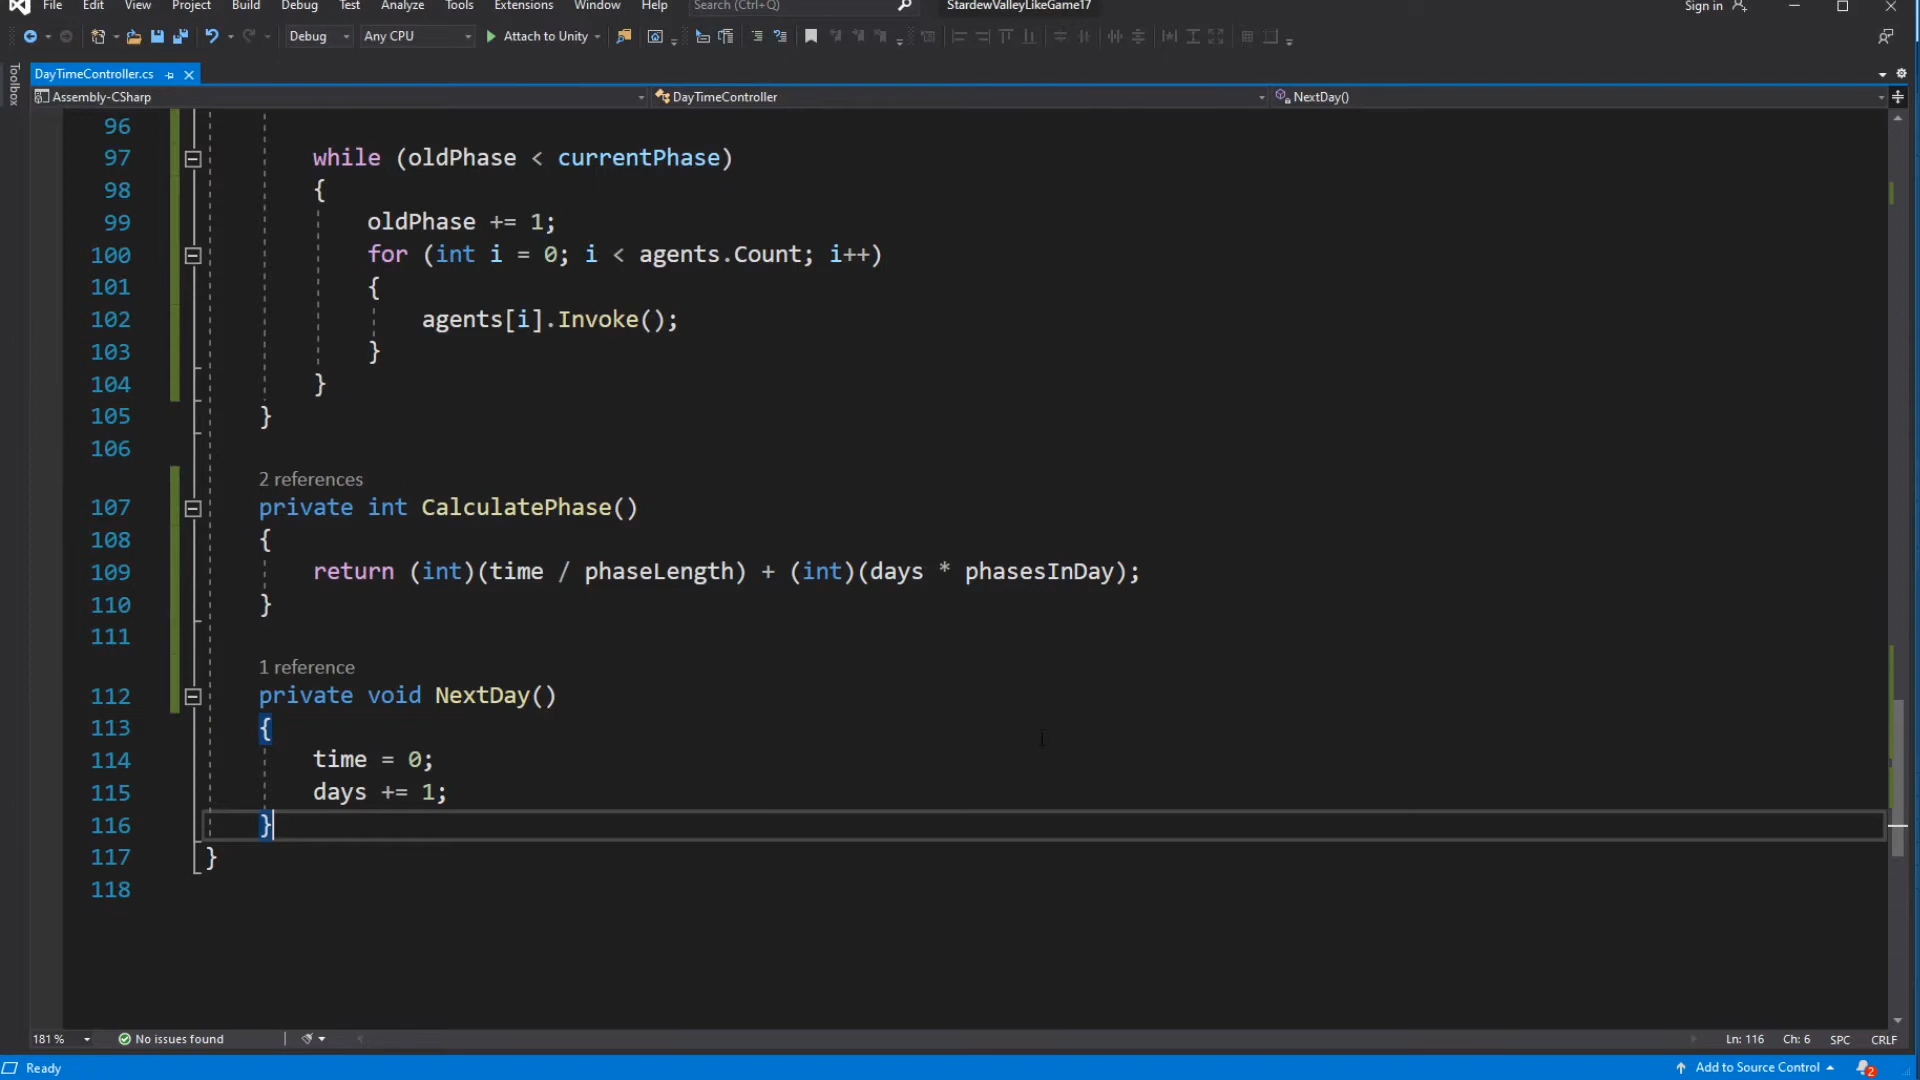 File Edit View Project Build Debug Test Analyze Tools Extensions Window Help Search (Ctrl+Q) StardewValleyLikeGame17 Sign in
Debug Any CPU Attach to Unity
Toolbox
DayTimeController.cs
Assembly-CSharp DayTimeController NextDay()
96
97 while (oldPhase < currentPhase)
98 {
99 oldPhase += 1;
100 for (int i = 0; i < agents.Count; i++)
101 {
102 agents[i].Invoke();
103 }
104 }
105 }
106
2 references
107 private int CalculatePhase()
108 {
109 return (int)(time / phaseLength) + (int)(days * phasesInDay);
110 }
111
1 reference
112 private void NextDay()
113 {
114 time = 0;
115 days += 1;
116 }
117 }
118
181 % No issues found Ln: 116 Ch: 6 SPC CRLF
Ready Add to Source Control 2